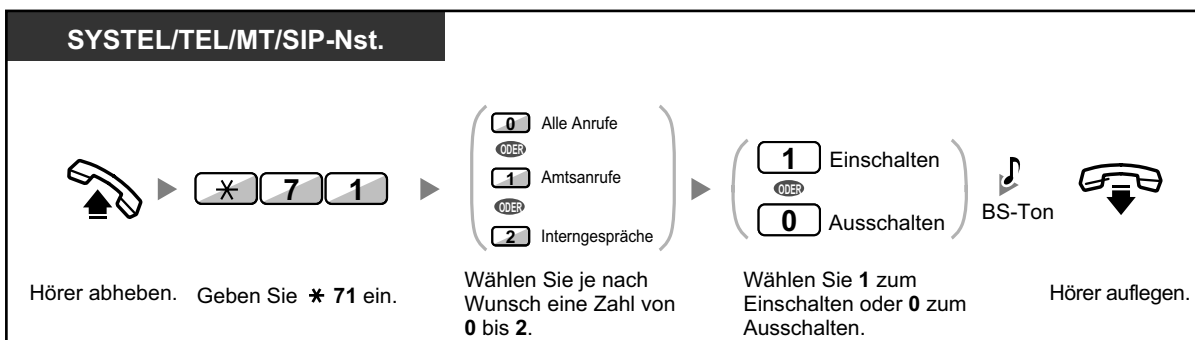 SYSTEL/TEL/MT/SIP-Nst.
0 Alle Anrufe
ODER
1 Amtsanrufe
ODER
2 Interngespräche
1 Einschalten
ODER
0 Ausschalten
BS-Ton
* 7 1
Hörer abheben.
Geben Sie * 71 ein.
Wählen Sie je nach
Wunsch eine Zahl von
0 bis 2.
Wählen Sie 1 zum
Einschalten oder 0 zum
Ausschalten.
Hörer auflegen.